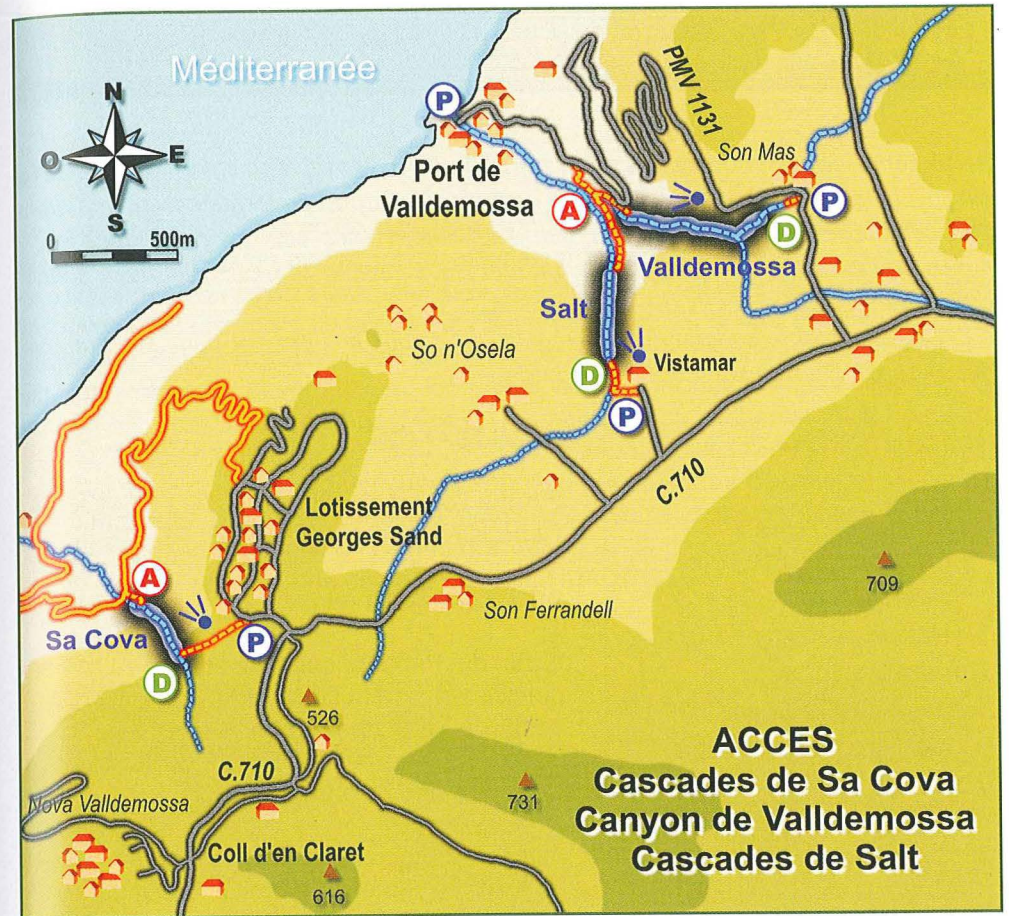 Méditerranée
N
O
E
S
0 500m
P
Port de
Valldemossa
PMV 1131
Son Mas
P
A
D
Valldemossa
Salt
So n'Osela
Vistamar
D
P
C.710
Lotissement
Georges Sand
709
A
Son Ferrandell
Sa Cova
P
D
526
C.710
731
Nova Valldemossa
Coll d'en Claret
616
ACCES
Cascades de Sa Cova
Canyon de Valldemossa
Cascades de Salt